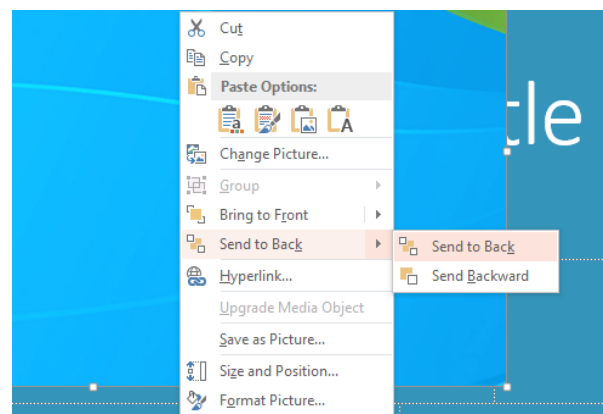 Cut
Copy
Paste Options:
Change Picture...
Group
Bring to Front
Send to Back
Hyperlink...
Upgrade Media Object
Save as Picture...
Size and Position...
Format Picture...
Send to Back
Send Backward
tle